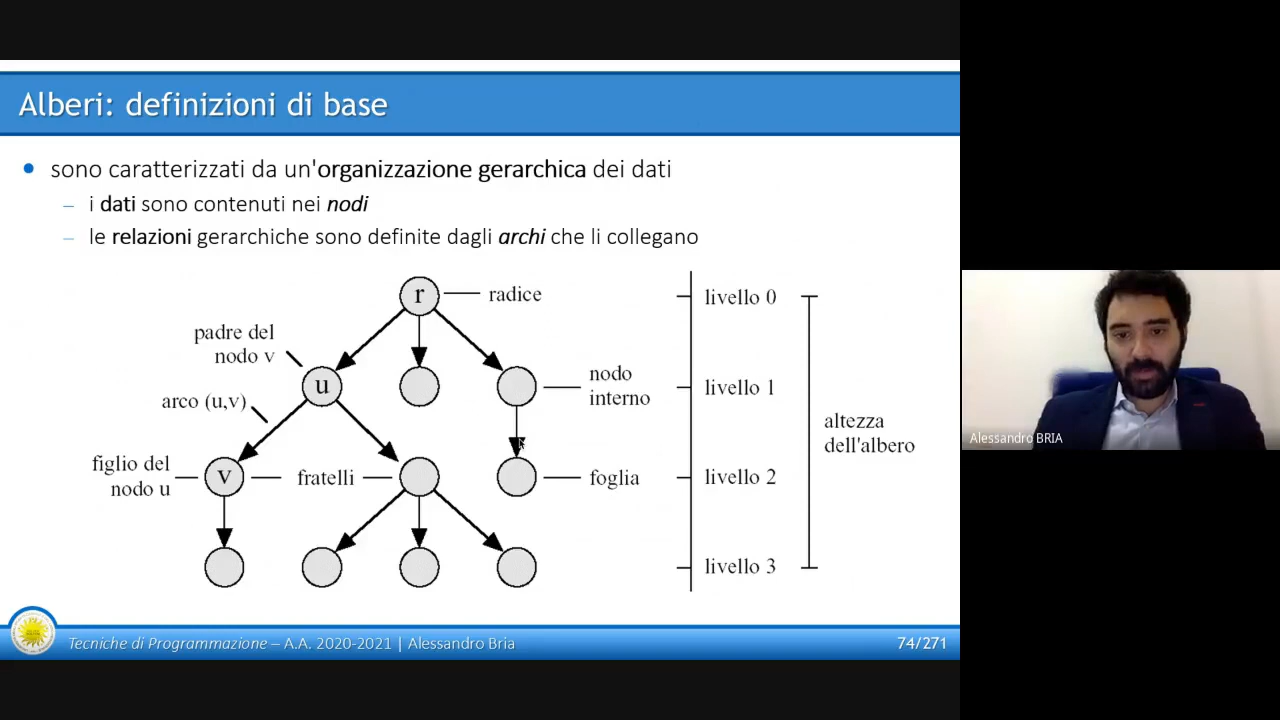 Alberi: definizioni di base
• sono caratterizzati da un'organizzazione gerarchica dei dati
– i dati sono contenuti nei nodi
– le relazioni gerarchiche sono definite dagli archi che li collegano
r
radice
livello 0
padre del
nodo v
u
nodo
interno
livello 1
arco (u,v)
altezza
dell'albero
figlio del
nodo u
v
fratelli
foglia
livello 2
livello 3
Alessandro BRIA
Tecniche di Programmazione – A.A. 2020-2021 | Alessandro Bria
74/271